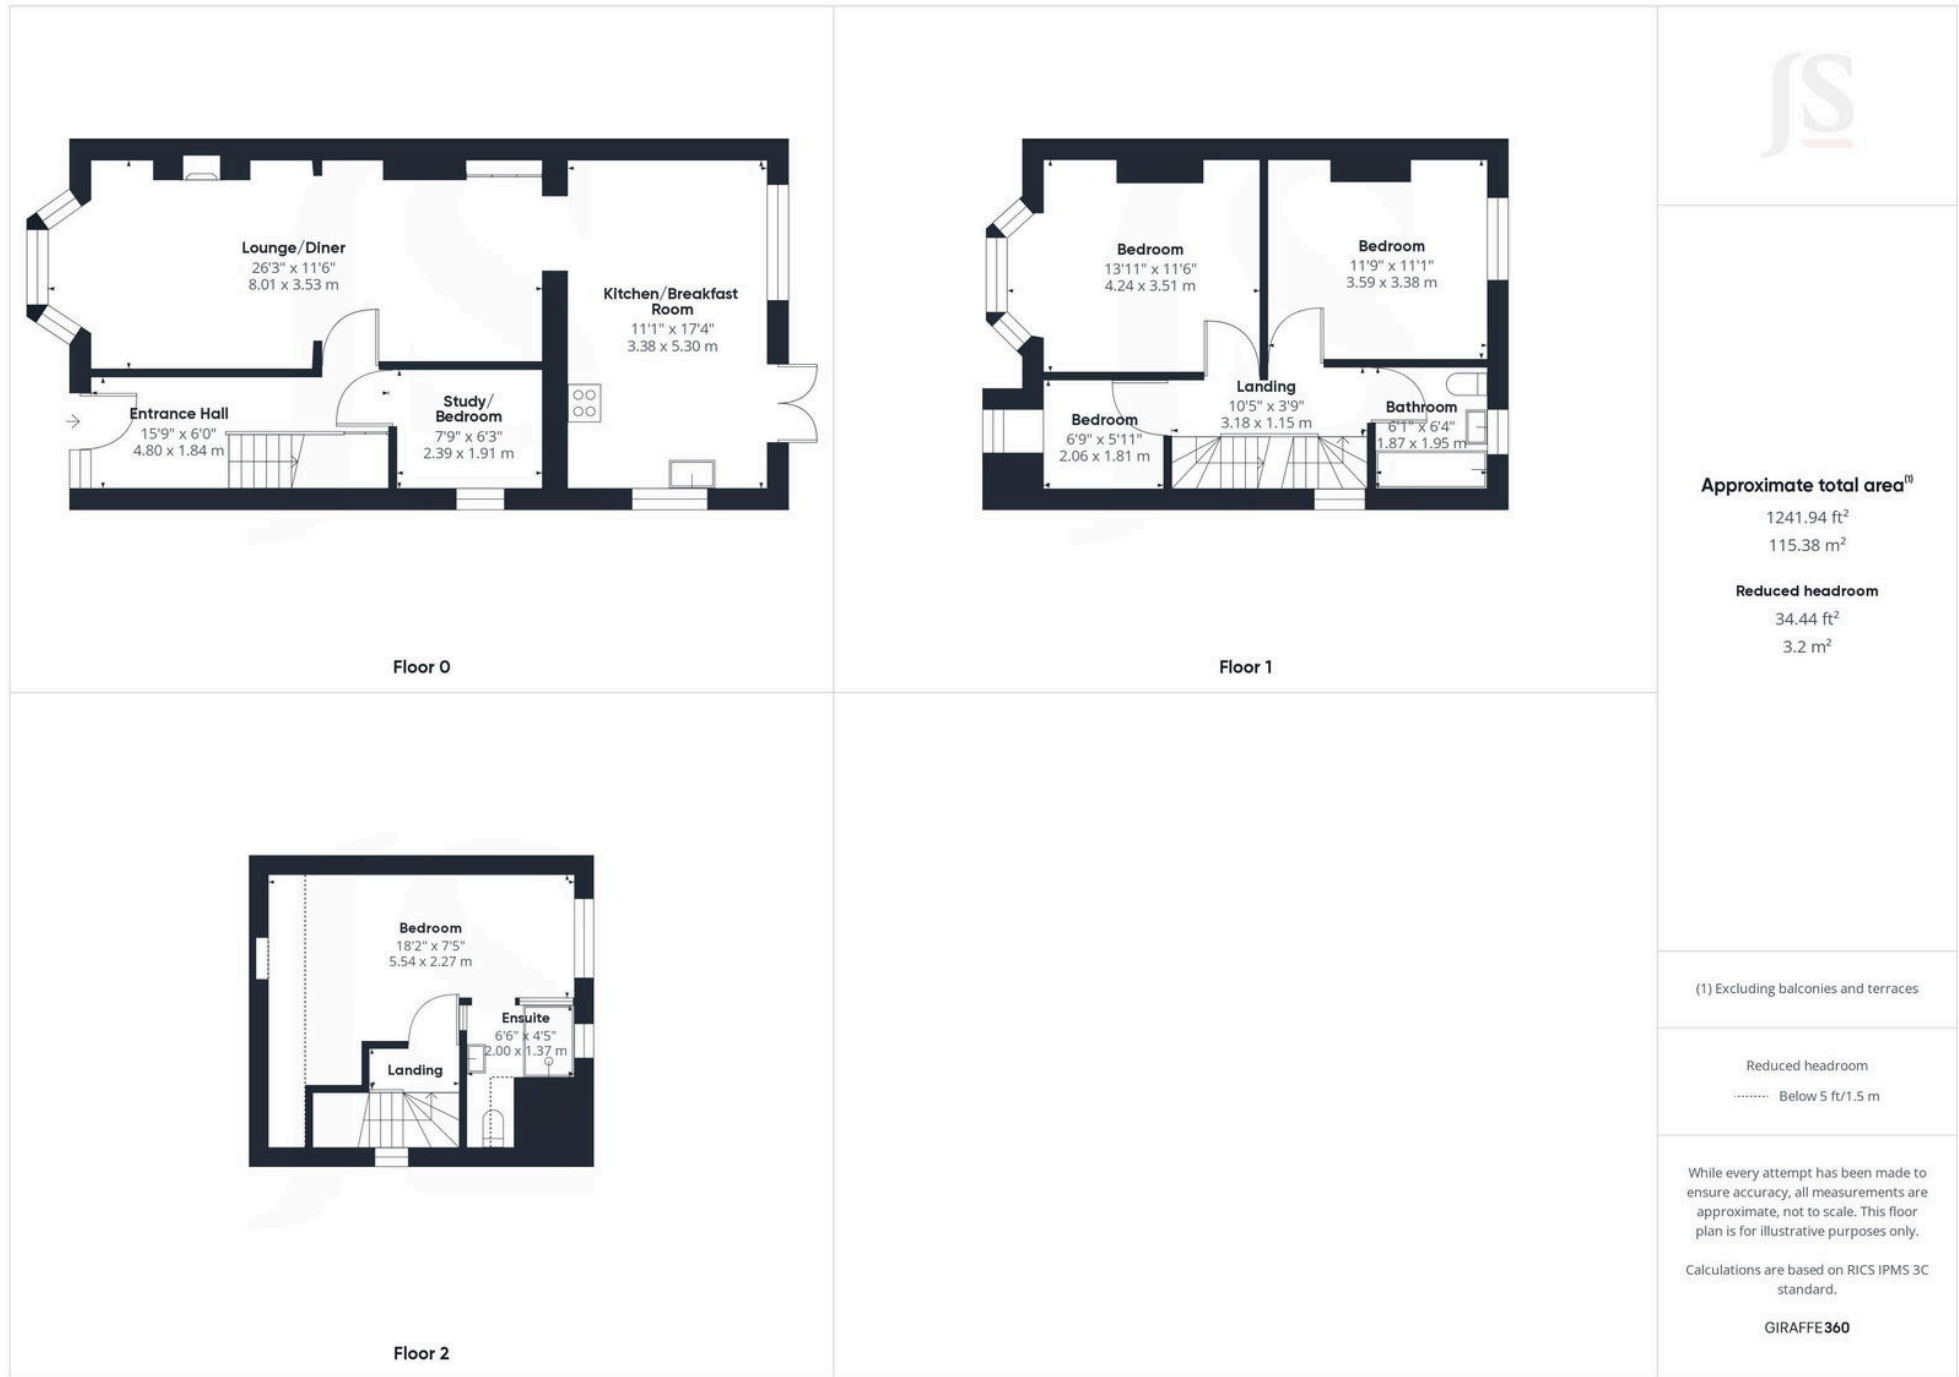 Lounge/Diner
26'3" x 11'6"
8.01 x 3.53 m
Kitchen/Breakfast
Room
11'1" x 17'4"
3.38 x 5.30 m
Entrance Hall
15'9" x 6'0"
4.80 x 1.84 m
Study/
Bedroom
7'9" x 6'3"
2.39 x 1.91 m
Floor 0
Bedroom
13'11" x 11'6"
4.24 x 3.51 m
Bedroom
11'9" x 11'1"
3.59 x 3.38 m
Landing
10'5" x 3'9"
3.18 x 1.15 m
Bedroom
6'9" x 5'11"
2.06 x 1.81 m
Bathroom
6'1" x 6'4"
1.87 x 1.95 m
Floor 1
Bedroom
18'2" x 7'5"
5.54 x 2.27 m
Ensuite
6'6" x 4'5"
2.00 x 1.37 m
Landing
Floor 2
JS
Approximate total area(1)
1241.94 ft²
115.38 m²
Reduced headroom
34.44 ft²
3.2 m²
(1) Excluding balconies and terraces
Reduced headroom
Below 5 ft/1.5 m
While every attempt has been made to
ensure accuracy, all measurements are
approximate, not to scale. This floor
plan is for illustrative purposes only.
Calculations are based on RICS IPMS 3C
standard.
GIRAFFE360